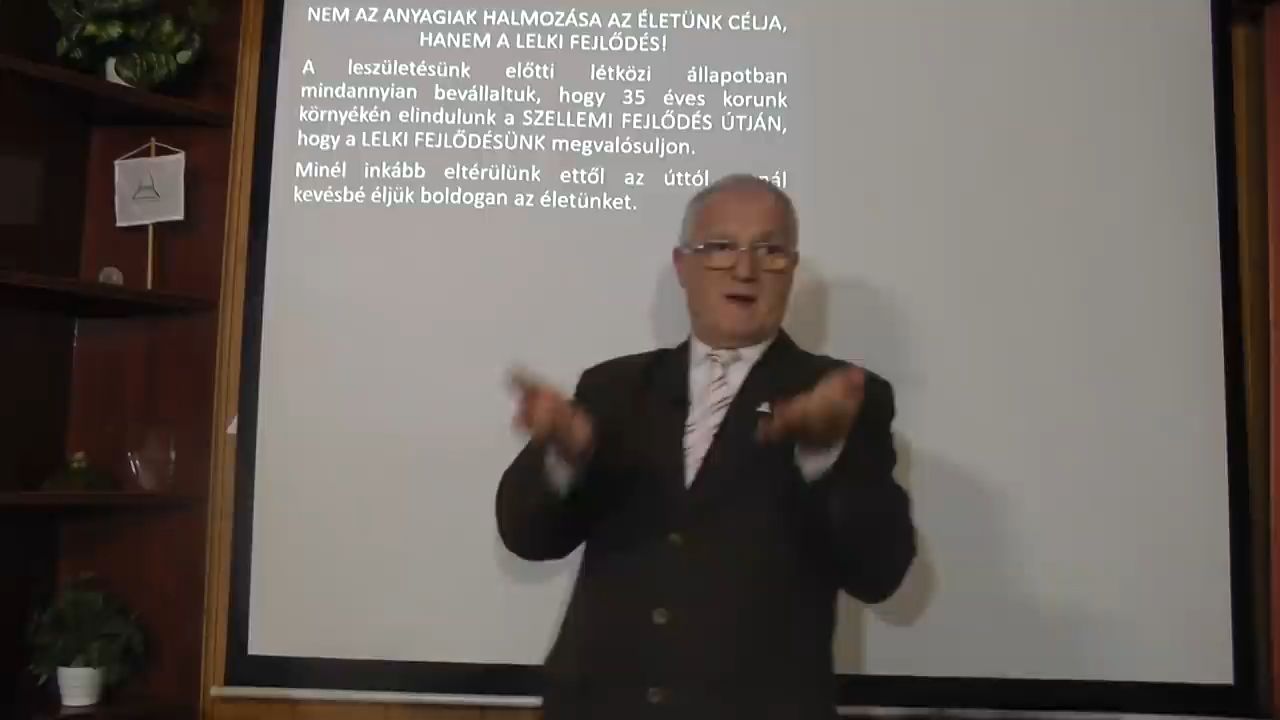 NEM AZ ANYAGIAK HALMOZÁSA AZ ÉLETÜNK CÉLJA,
HANEM A LELKI FEJLŐDÉS!
A leszületésünk előtti létközi állapotban
mindannyian bevállaltuk, hogy 35 éves korunk
környékén elindulunk a SZELLEMI FEJLŐDÉS ÚTJÁN,
hogy a LELKI FEJLŐDÉSÜNK megvalósuljon.
Minél inkább eltérülünk ettől az úttól
kevésbé éljük boldogan az életünket.